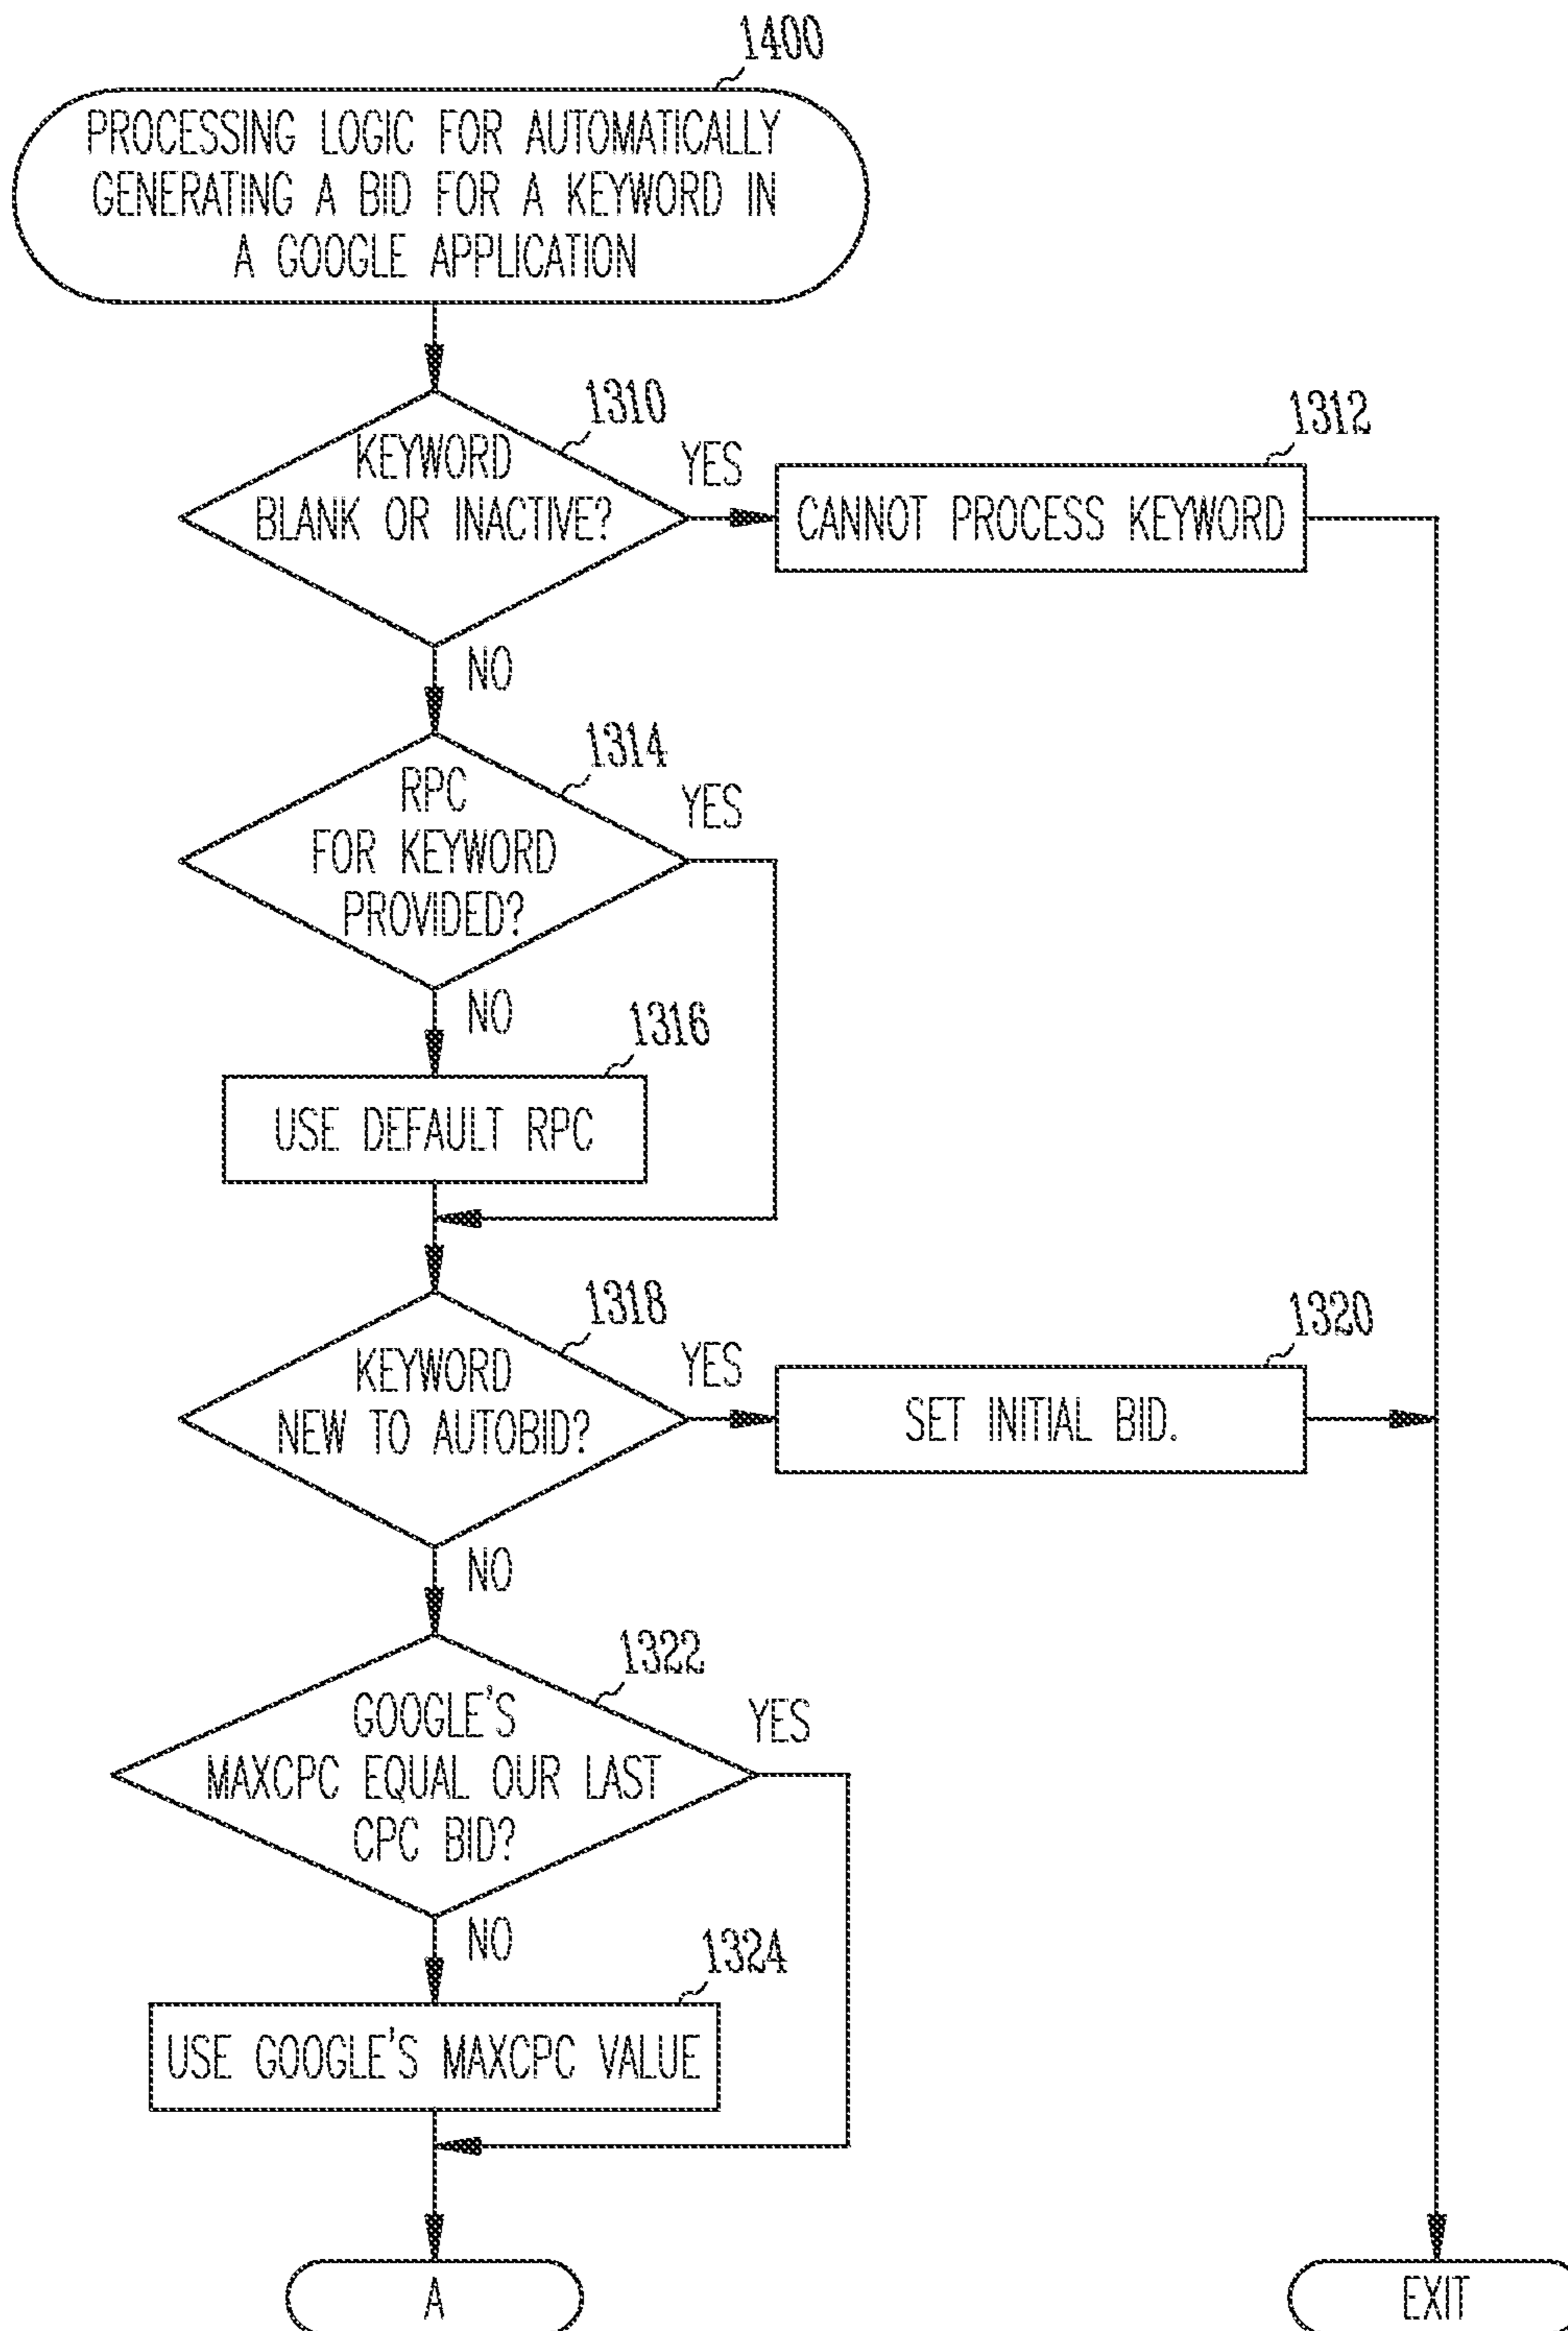 1400
PROCESSING LOGIC FOR AUTOMATICALLY
GENERATING A BID FOR A KEYWORD IN
A GOOGLE APPLICATION
1310
KEYWORD
BLANK OR INACTIVE?
YES
1312
CANNOT PROCESS KEYWORD
NO
1314
RPC
FOR KEYWORD
PROVIDED?
YES
NO
1316
USE DEFAULT RPC
1318
KEYWORD
NEW TO AUTOBID?
YES
1320
SET INITIAL BID.
NO
1322
GOOGLE'S
MAXCPC EQUAL OUR LAST
CPC BID?
YES
NO
1324
USE GOOGLE'S MAXCPC VALUE
A
EXIT